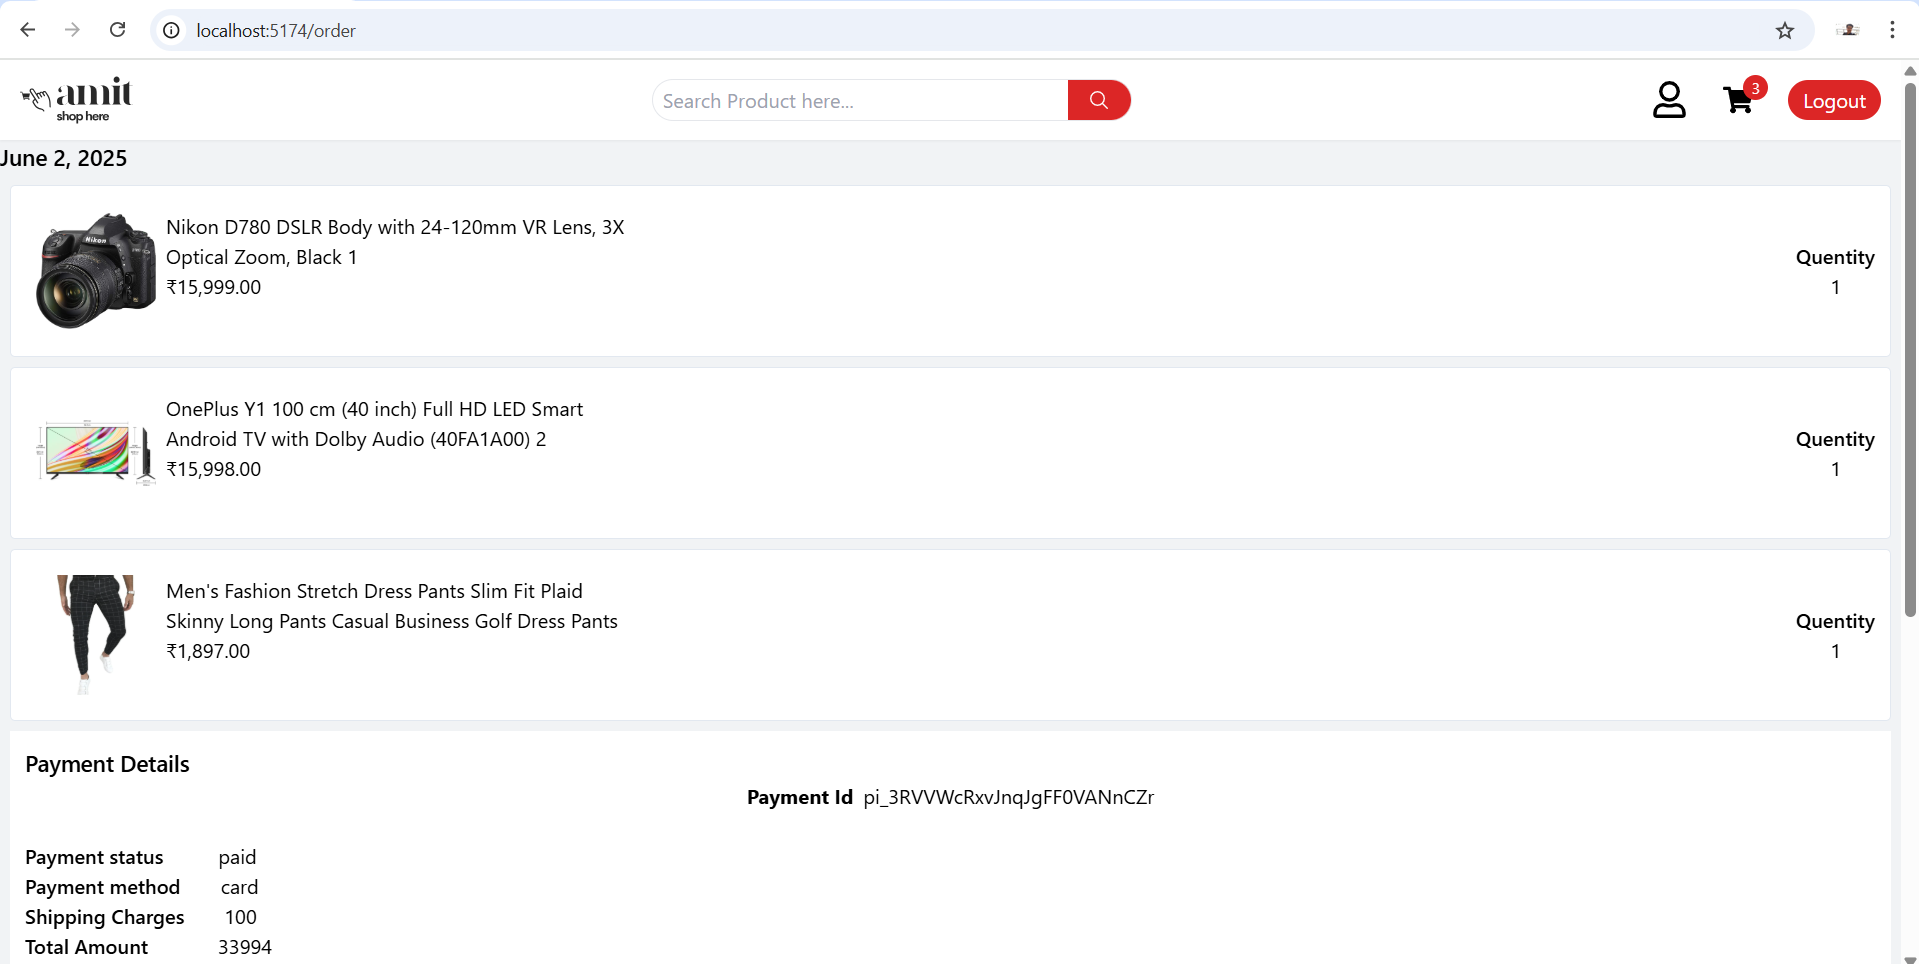 localhost:5174/order
amit
shop here
Search Product here...
3
Logout
June 2, 2025
Nikon
Nikon D780 DSLR Body with 24-120mm VR Lens, 3X
Optical Zoom, Black 1
₹15,999.00
Quentity
1
OnePlus Y1 100 cm (40 inch) Full HD LED Smart
Android TV with Dolby Audio (40FA1A00) 2
₹15,998.00
Quentity
1
Men's Fashion Stretch Dress Pants Slim Fit Plaid
Skinny Long Pants Casual Business Golf Dress Pants
₹1,897.00
Quentity
1
Payment Details
Payment Id pi_3RVVWcRxvJnqJgFF0VANnCZr
Payment status paid
Payment method card
Shipping Charges 100
Total Amount 33994